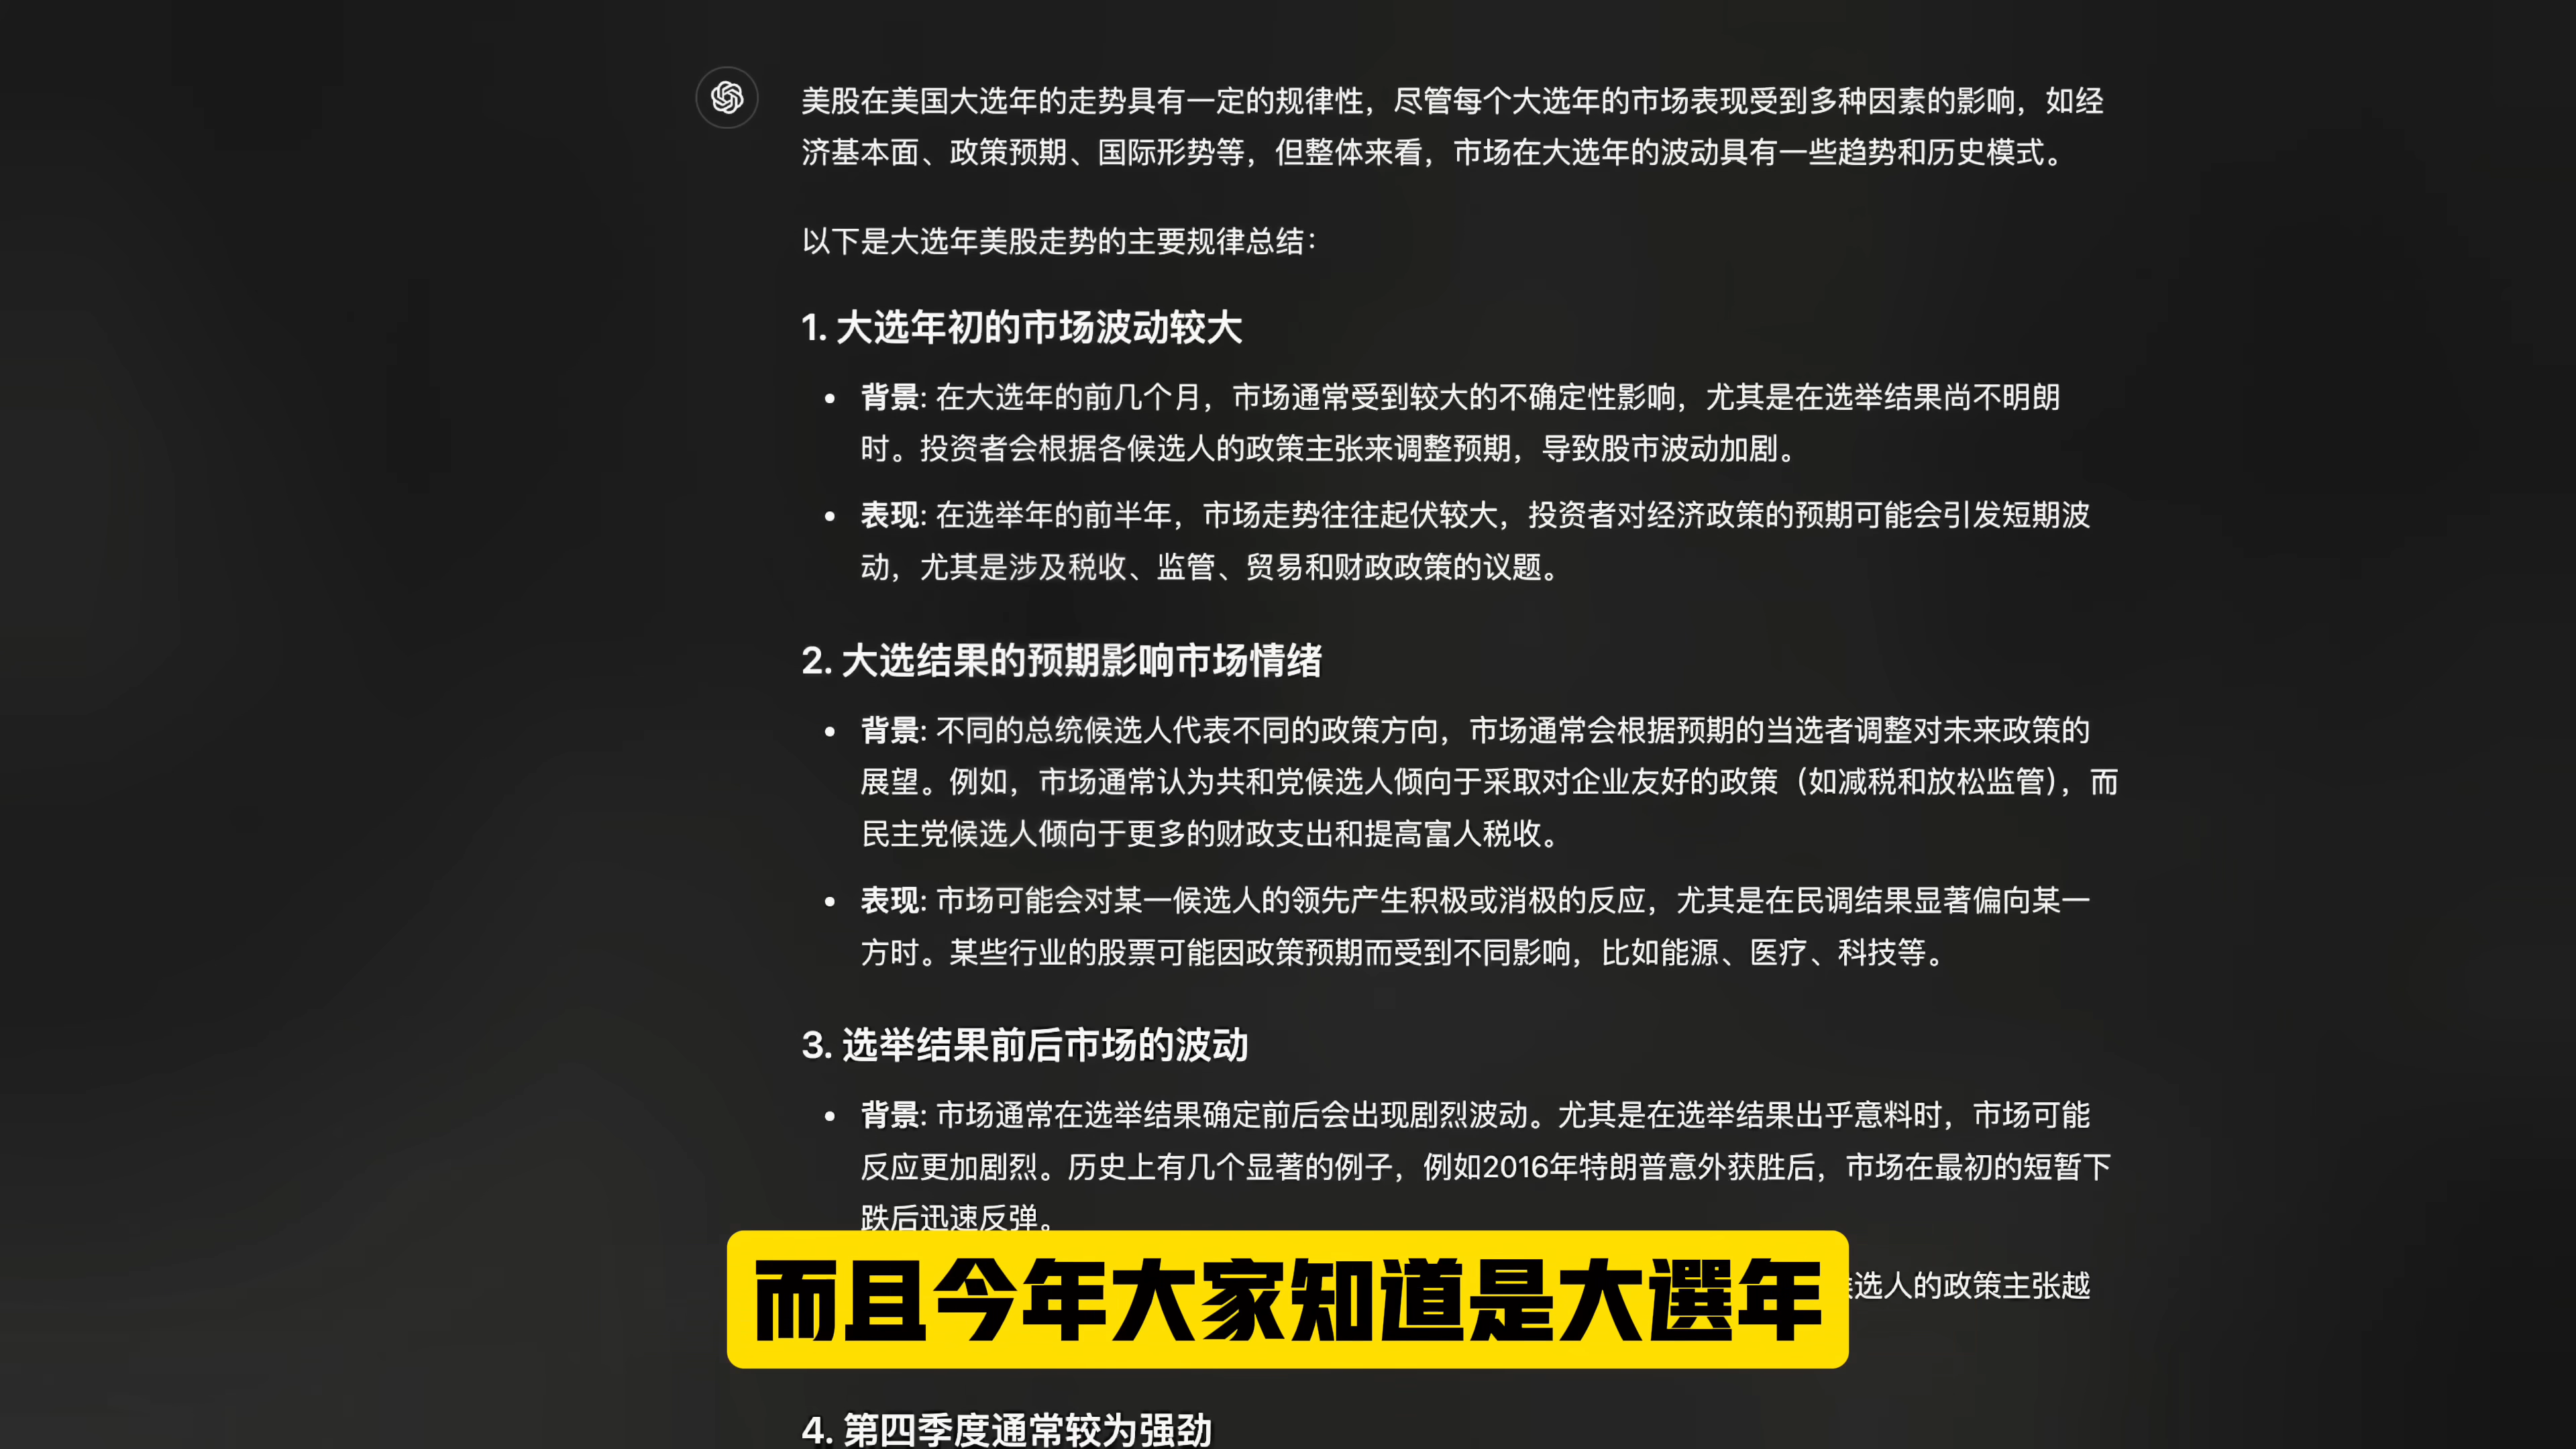 美股在美国大选年的走势具有一定的规律性，尽管每个大选年的市场表现受到多种因素的影响，如经
济基本面、政策预期、国际形势等，但整体来看，市场在大选年的波动具有一些趋势和历史模式。
以下是大选年美股走势的主要规律总结：
1. 大选年初的市场波动较大
• 背景: 在大选年的前几个月，市场通常受到较大的不确定性影响，尤其是在选举结果尚不明朗
时。投资者会根据各候选人的政策主张来调整预期，导致股市波动加剧。
• 表现: 在选举年的前半年，市场走势往往起伏较大，投资者对经济政策的预期可能会引发短期波
动，尤其是涉及税收、监管、贸易和财政政策的议题。
2. 大选结果的预期影响市场情绪
• 背景: 不同的总统候选人代表不同的政策方向，市场通常会根据预期的当选者调整对未来政策的
展望。例如，市场通常认为共和党候选人倾向于采取对企业友好的政策（如减税和放松监管），而
民主党候选人倾向于更多的财政支出和提高富人税收。
• 表现: 市场可能会对某一候选人的领先产生积极或消极的反应，尤其是在民调结果显著偏向某一
方时。某些行业的股票可能因政策预期而受到不同影响，比如能源、医疗、科技等。
3. 选举结果前后市场的波动
• 背景: 市场通常在选举结果确定前后会出现剧烈波动。尤其是在选举结果出乎意料时，市场可能
反应更加剧烈。历史上有几个显著的例子，例如2016年特朗普意外获胜后，市场在最初的短暂下
跌后迅速反弹。
选人的政策主张越
而且今年大家知道是大選年
4. 第四季度通常较为强劲